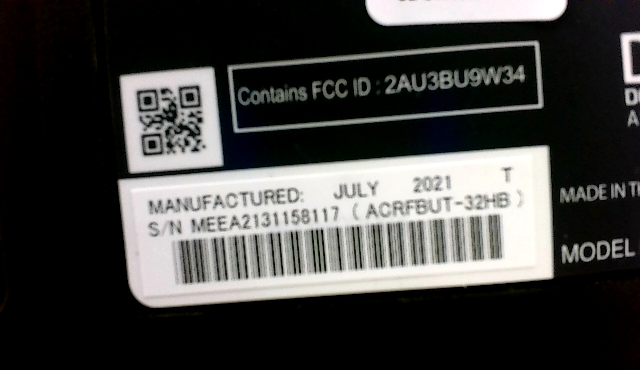 Contains FCC ID : 2AU3BU9W34
MANUFACTURED: JULY 2021 T
S/N MEEA2131158117 ( ACRFBUT-32HB )
MADE IN
MODEL